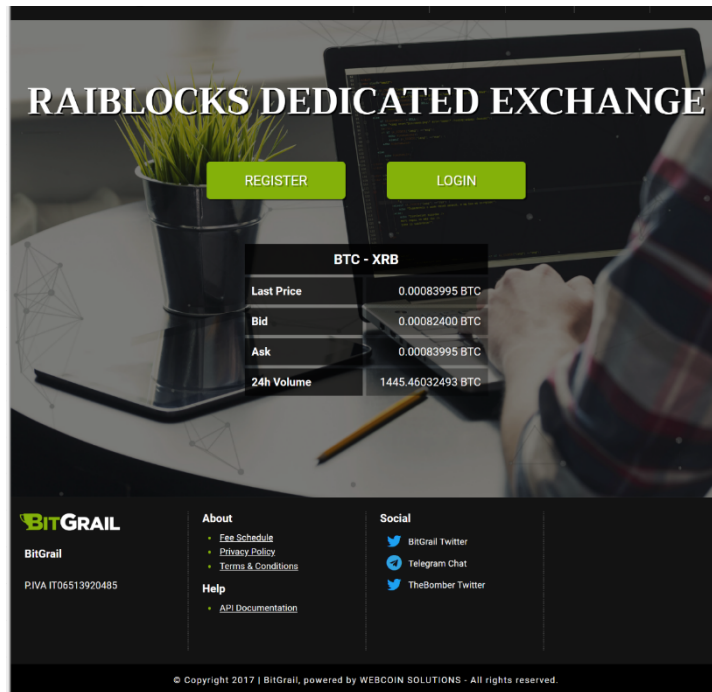 RAIBLOCKS DEDICATED EXCHANGE
REGISTER
LOGIN
BTC - XRB
Last Price 0.00083995 BTC
Bid 0.00082400 BTC
Ask 0.00083995 BTC
24h Volume 1445.46032493 BTC
BITGRAIL
BitGrail
P.IVA IT06513920485
About
Fee Schedule
Privacy Policy
Terms & Conditions
Help
API Documentation
Social
BitGrail Twitter
Telegram Chat
TheBomber Twitter
© Copyright 2017 | BitGrail, powered by WEBCOIN SOLUTIONS - All rights reserved.